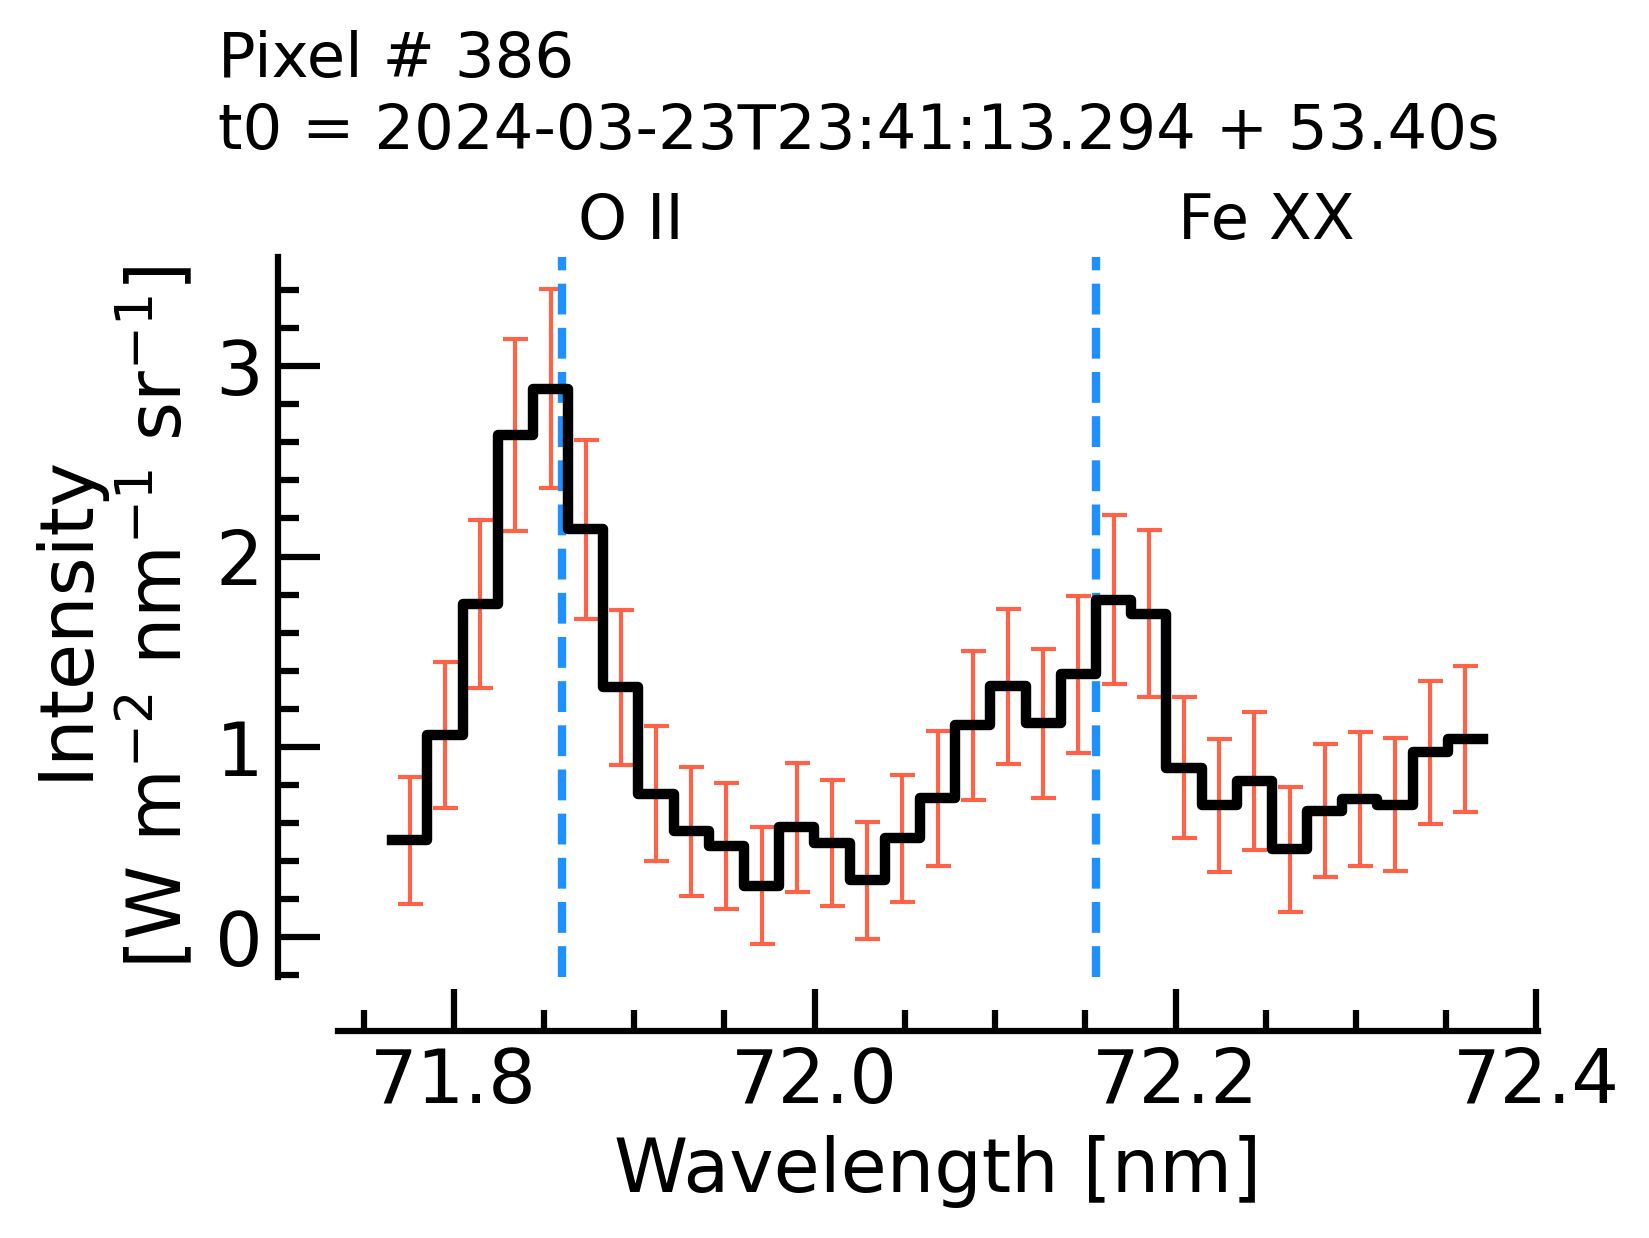 Pixel # 386
t0 = 2024-03-23T23:41:13.294 + 53.40s
O II Fe XX
Intensity
[W m⁻² nm⁻¹ sr⁻¹]
3
2
1
0
71.8 72.0 72.2 72.4
Wavelength [nm]